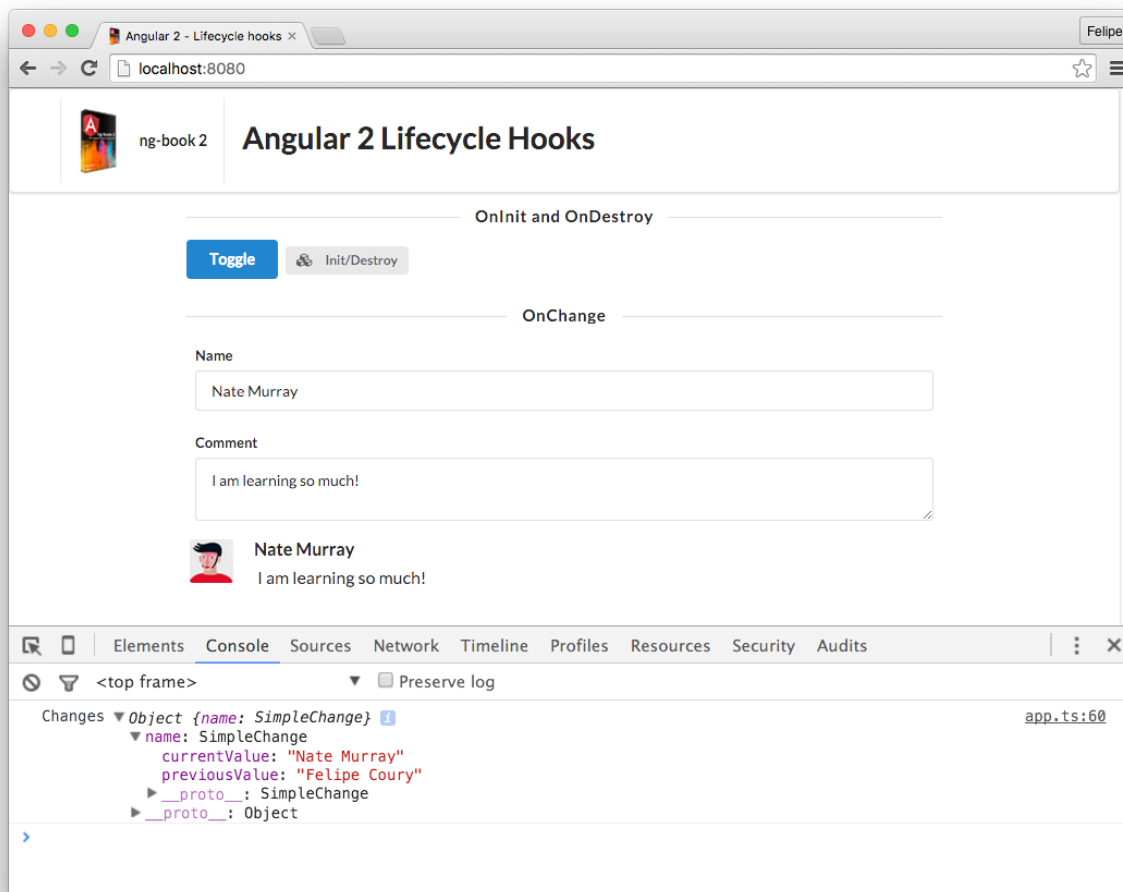 Angular 2 - Lifecycle hooks ×
Felipe
localhost:8080
ng-book 2
Angular 2 Lifecycle Hooks
OnInit and OnDestroy
Toggle
Init/Destroy
OnChange
Name
Nate Murray
Comment
I am learning so much!
Nate Murray
I am learning so much!
Elements Console Sources Network Timeline Profiles Resources Security Audits
<top frame> ▼ Preserve log
Changes ▼ Object {name: SimpleChange} i app.ts:60
▼ name: SimpleChange
currentValue: "Nate Murray"
previousValue: "Felipe Coury"
▶ __proto__: SimpleChange
▶ __proto__: Object